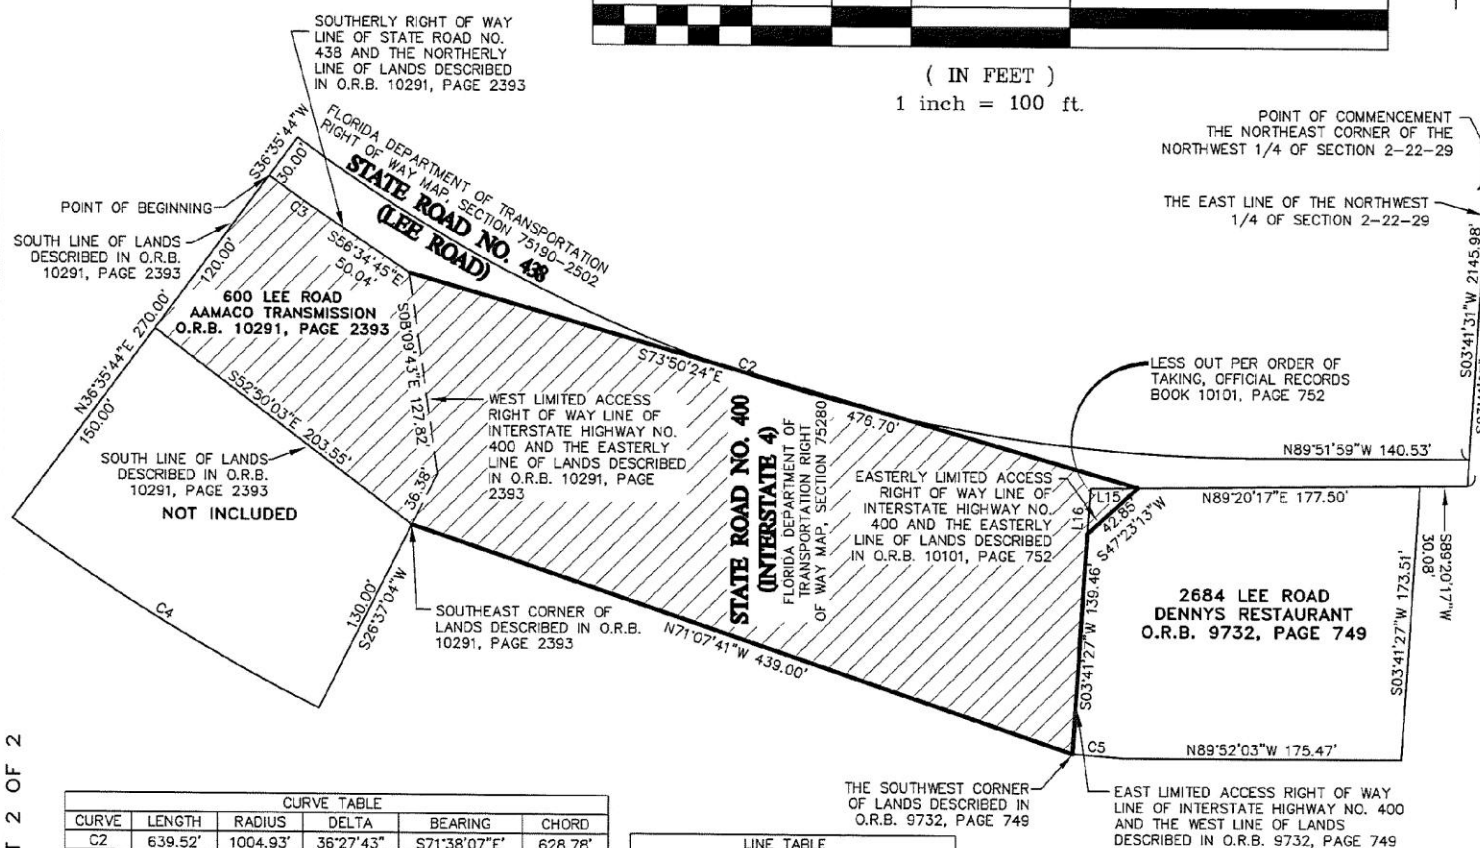 ( IN FEET )
1 inch = 100 ft.
SOUTHERLY RIGHT OF WAY
LINE OF STATE ROAD NO.
438 AND THE NORTHERLY
LINE OF LANDS DESCRIBED
IN O.R.B. 10291, PAGE 2393
POINT OF COMMENCEMENT
THE NORTHEAST CORNER OF THE
NORTHWEST 1/4 OF SECTION 2-22-29
THE EAST LINE OF THE NORTHWEST
1/4 OF SECTION 2-22-29
S03°41'31"W 2145.98'
S36°35'44"W
30.00'
FLORIDA DEPARTMENT OF TRANSPORTATION
RIGHT OF WAY MAP, SECTION 75190-2502
STATE ROAD NO. 438
(LEE ROAD)
POINT OF BEGINNING
SOUTH LINE OF LANDS
DESCRIBED IN O.R.B.
10291, PAGE 2393
C3
S56°34'45"E
50.04'
120.00'
600 LEE ROAD
AAMACO TRANSMISSION
O.R.B. 10291, PAGE 2393
N36°35'44"E 270.00'
150.00'
S08°09'43"E 127.82'
36.38'
S52°50'03"E 203.55'
SOUTH LINE OF LANDS
DESCRIBED IN O.R.B.
10291, PAGE 2393
NOT INCLUDED
C4
130.00'
S26°37'04"W
WEST LIMITED ACCESS
RIGHT OF WAY LINE OF
INTERSTATE HIGHWAY NO.
400 AND THE EASTERLY
LINE OF LANDS DESCRIBED
IN O.R.B. 10291, PAGE
2393
SOUTHEAST CORNER OF
LANDS DESCRIBED IN O.R.B.
10291, PAGE 2393
S73°50'24"E
C2
476.70'
STATE ROAD NO. 400
(INTERSTATE 4)
FLORIDA DEPARTMENT OF
TRANSPORTATION RIGHT
OF WAY MAP, SECTION 75280
N71°07'41"W 439.00'
LESS OUT PER ORDER OF
TAKING, OFFICIAL RECORDS
BOOK 10101, PAGE 752
EASTERLY LIMITED ACCESS
RIGHT OF WAY LINE OF
INTERSTATE HIGHWAY NO.
400 AND THE EASTERLY
LINE OF LANDS DESCRIBED
IN O.R.B. 10101, PAGE 752
L15
L16
42.85'
S47°23'13"W
N89°51'59"W 140.53'
N89°20'17"E 177.50'
S89°20'17"W
30.08'
S03°41'27"W 139.46'
2684 LEE ROAD
DENNYS RESTAURANT
O.R.B. 9732, PAGE 749
S03°41'27"W 173.51'
C5
N89°52'03"W 175.47'
THE SOUTHWEST CORNER
OF LANDS DESCRIBED IN
O.R.B. 9732, PAGE 749
EAST LIMITED ACCESS RIGHT OF WAY
LINE OF INTERSTATE HIGHWAY NO. 400
AND THE WEST LINE OF LANDS
DESCRIBED IN O.R.B. 9732, PAGE 749
2 OF 2
CURVE TABLE
CURVE LENGTH RADIUS DELTA BEARING CHORD
C2 639.52' 1004.93' 36°27'43" S71°38'07"E' 628.78'
LINE TABLE